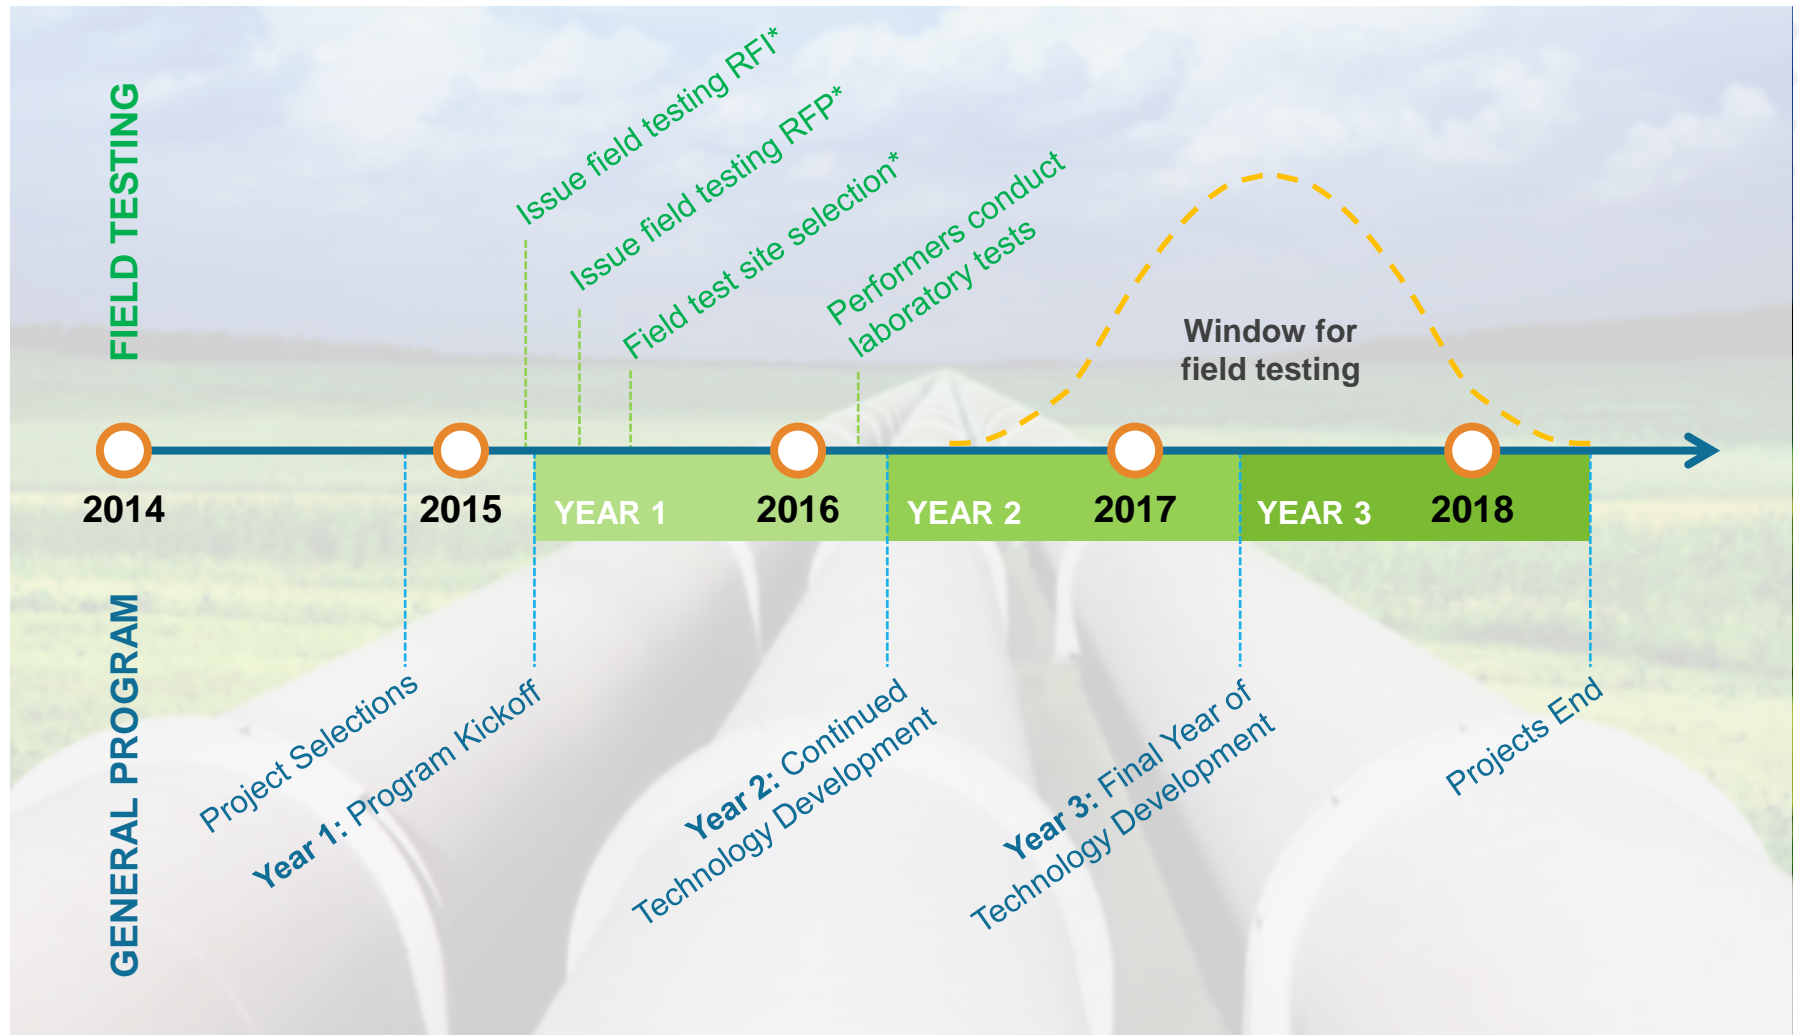 FIELD TESTING
Issue field testing RFI*
Issue field testing RFP*
Field test site selection*
Performers conduct
laboratory tests
Window for
field testing
2014
2015
YEAR 1
2016
YEAR 2
2017
YEAR 3
2018
GENERAL PROGRAM
Project Selections
Year 1: Program Kickoff
Year 2: Continued
Technology Development
Year 3: Final Year of
Technology Development
Projects End